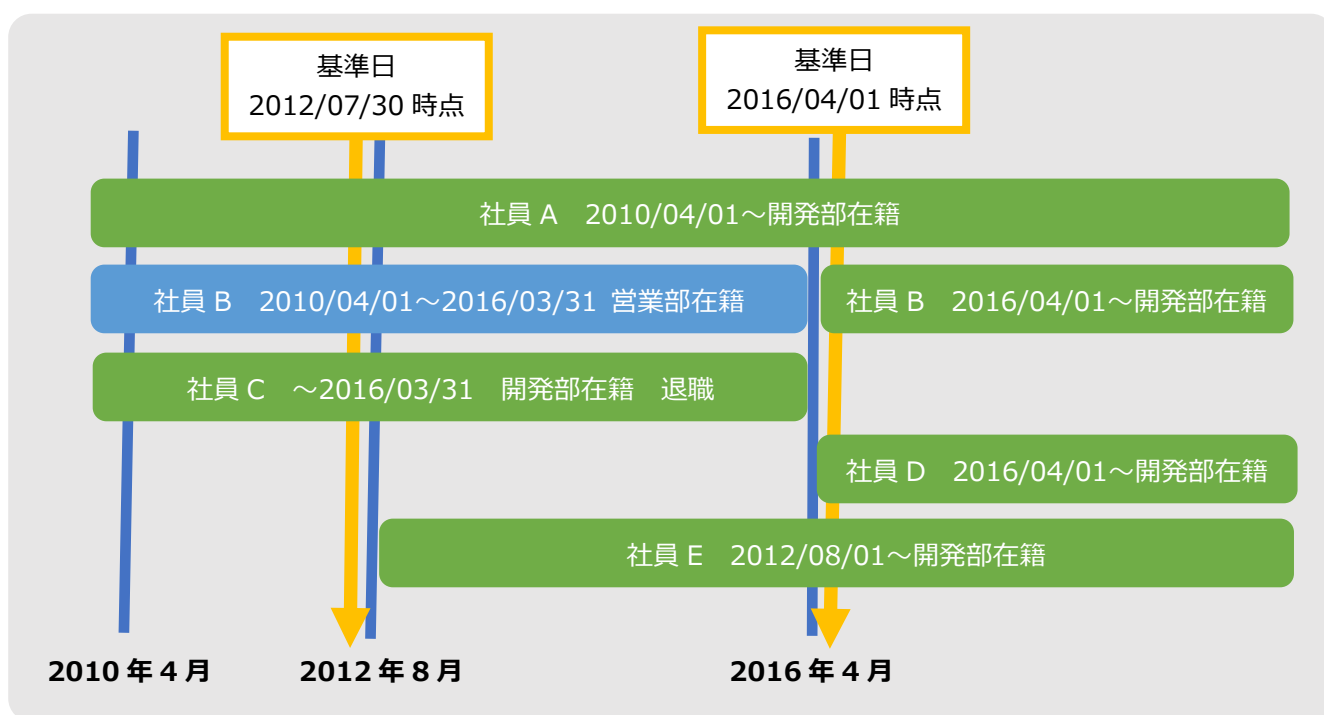 基準日
2012/07/30 時点
基準日
2016/04/01 時点
社員 A　2010/04/01～開発部在籍
社員 B　2010/04/01～2016/03/31 営業部在籍
社員 B　2016/04/01～開発部在籍
社員 C　～2016/03/31　開発部在籍　退職
社員 D　2016/04/01～開発部在籍
社員 E　2012/08/01～開発部在籍
2010 年 4 月
2012 年 8 月
2016 年 4 月